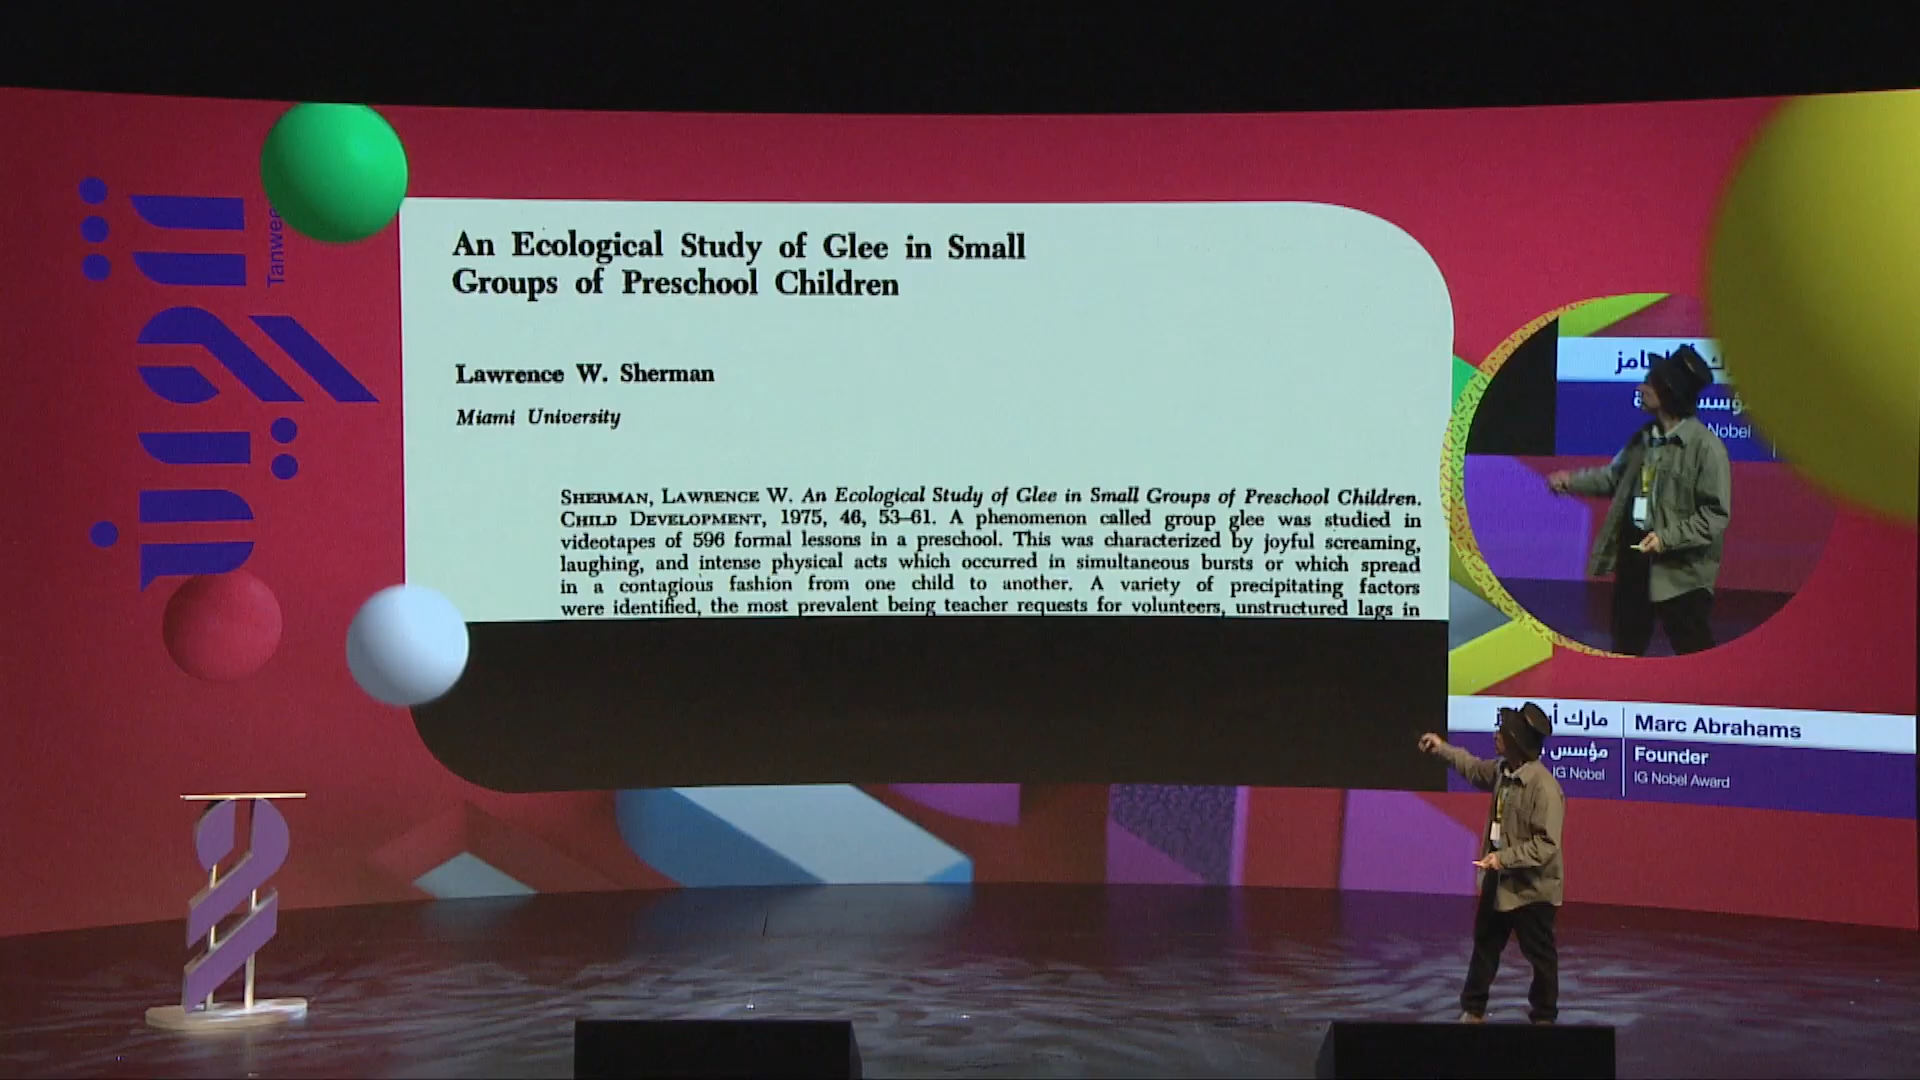 تنوين
Tanwee
An Ecological Study of Glee in Small
Groups of Preschool Children
Lawrence W. Sherman
Miami University
SHERMAN, LAWRENCE W. An Ecological Study of Glee in Small Groups of Preschool Children.
CHILD DEVELOPMENT, 1975, 46, 53–61. A phenomenon called group glee was studied in
videotapes of 596 formal lessons in a preschool. This was characterized by joyful screaming,
laughing, and intense physical acts which occurred in simultaneous bursts or which spread
in a contagious fashion from one child to another. A variety of precipitating factors
were identified, the most prevalent being teacher requests for volunteers, unstructured lags in
Nobel
مارك
Marc Abrahams
مؤسس
Founder
IG Nobel
IG Nobel Award